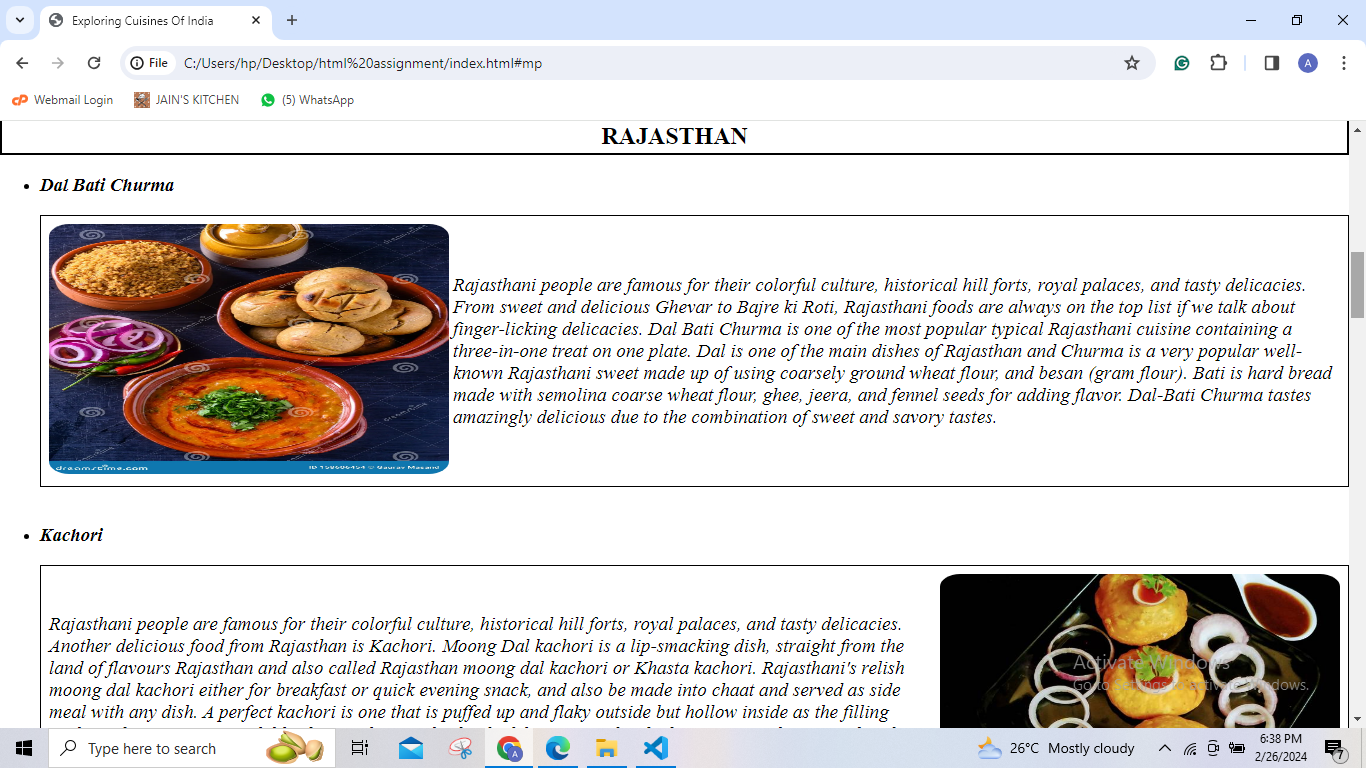 Exploring Cuisines Of India
File C:/Users/hp/Desktop/html%20assignment/index.html#mp A
Webmail Login JAIN'S KITCHEN (5) WhatsApp
RAJASTHAN
Dal Bati Churma
Rajasthani people are famous for their colorful culture, historical hill forts, royal palaces, and tasty delicacies.
From sweet and delicious Ghevar to Bajre ki Roti, Rajasthani foods are always on the top list if we talk about
finger-licking delicacies. Dal Bati Churma is one of the most popular typical Rajasthani cuisine containing a
three-in-one treat on one plate. Dal is one of the main dishes of Rajasthan and Churma is a very popular well-
known Rajasthani sweet made up of using coarsely ground wheat flour, and besan (gram flour). Bati is hard bread
made with semolina coarse wheat flour, ghee, jeera, and fennel seeds for adding flavor. Dal-Bati Churma tastes
amazingly delicious due to the combination of sweet and savory tastes.
dreamstime.com
Kachori
Rajasthani people are famous for their colorful culture, historical hill forts, royal palaces, and tasty delicacies.
Another delicious food from Rajasthan is Kachori. Moong Dal kachori is a lip-smacking dish, straight from the
land of flavours Rajasthan and also called Rajasthan moong dal kachori or Khasta kachori. Rajasthani's relish
moong dal kachori either for breakfast or quick evening snack, and also be made into chaat and served as side
meal with any dish. A perfect kachori is one that is puffed up and flaky outside but hollow inside as the filling
Activate Windows
Go to Settings to activate Windows.
Type here to search
26°C Mostly cloudy
6:38 PM
2/26/2024
7